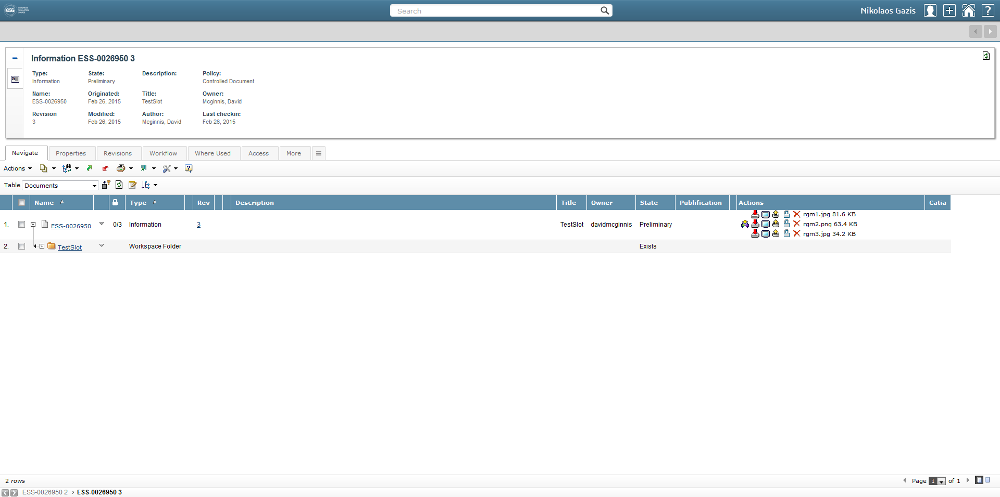 ess EUROPEAN SPALLATION SOURCE
Search
Nikolaos Gazis
Information ESS-0026950 3
Type: State: Description: Policy:
Information Preliminary Controlled Document
Name: Originated: Title: Owner:
ESS-0026950 Feb 26, 2015 TestSlot Mcginnis, David
Revision Modified: Author: Last checkin:
3 Feb 26, 2015 Mcginnis, David Feb 26, 2015
Navigate Properties Revisions Workflow Where Used Access More
Actions
Table Documents
Name Type Rev Description Title Owner State Publification Actions Catia
rgm1.jpg 81.6 KB
1. ESS-0026950 0/3 Information 3 TestSlot davidmcginnis Preliminary rgm2.png 63.4 KB
rgm3.jpg 34.2 KB
2. TestSlot Workspace Folder Exists
2 rows Page 1 of 1
ESS-0026950 2 › ESS-0026950 3